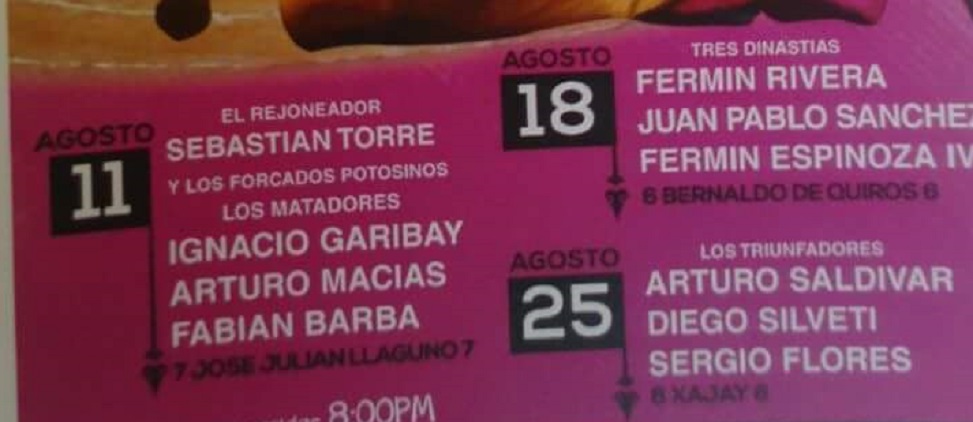 AGOSTO
11
EL REJONEADOR
SEBASTIAN TORRE
Y LOS FORCADOS POTOSINOS
LOS MATADORES
IGNACIO GARIBAY
ARTURO MACIAS
FABIAN BARBA
7 JOSE JULIAN LLAGUNO 7
8:00PM
AGOSTO
18
TRES DINASTIAS
FERMIN RIVERA
JUAN PABLO SANCHEZ
FERMIN ESPINOZA IV
6 BERNALDO DE QUIROS 6
AGOSTO
25
LOS TRIUNFADORES
ARTURO SALDIVAR
DIEGO SILVETI
SERGIO FLORES
6 XAJAY 6